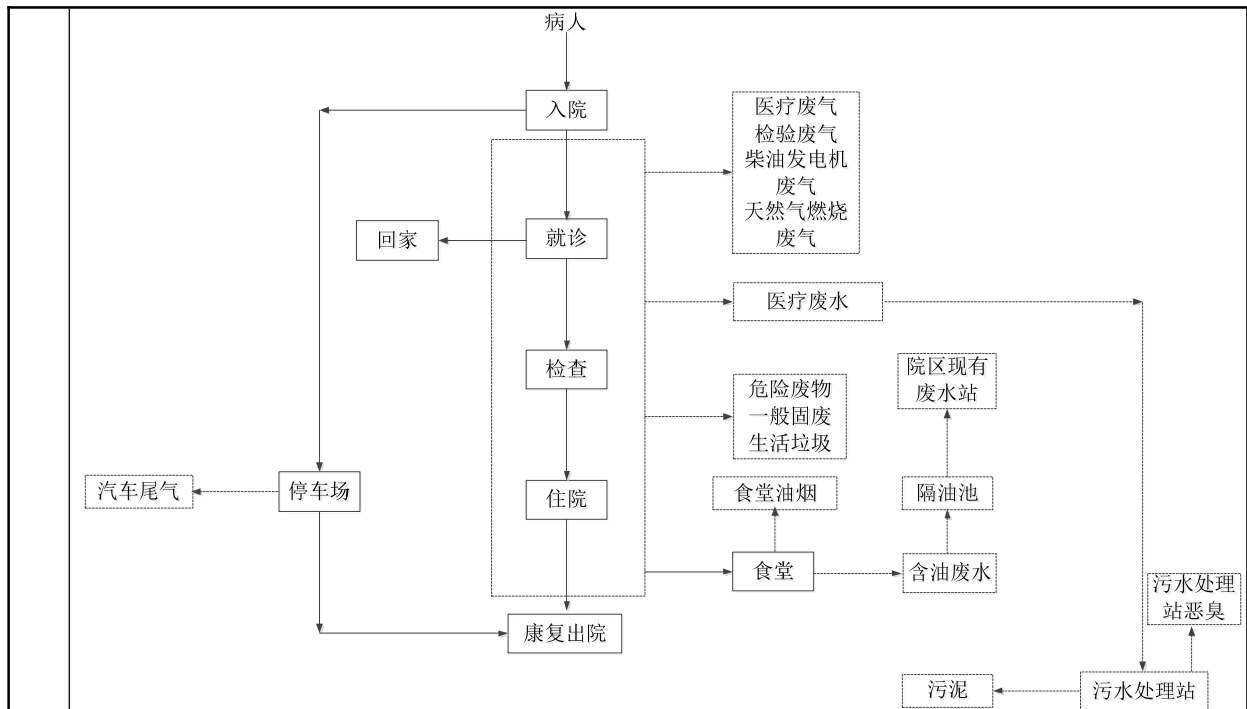 病人
入院
医疗废气
检验废气
柴油发电机
废气
天然气燃烧
废气
回家
就诊
医疗废水
检查
院区现有
废水站
危险废物
一般固废
生活垃圾
汽车尾气
停车场
住院
食堂油烟
隔油池
食堂
含油废水
污水处理
站恶臭
康复出院
污泥
污水处理站